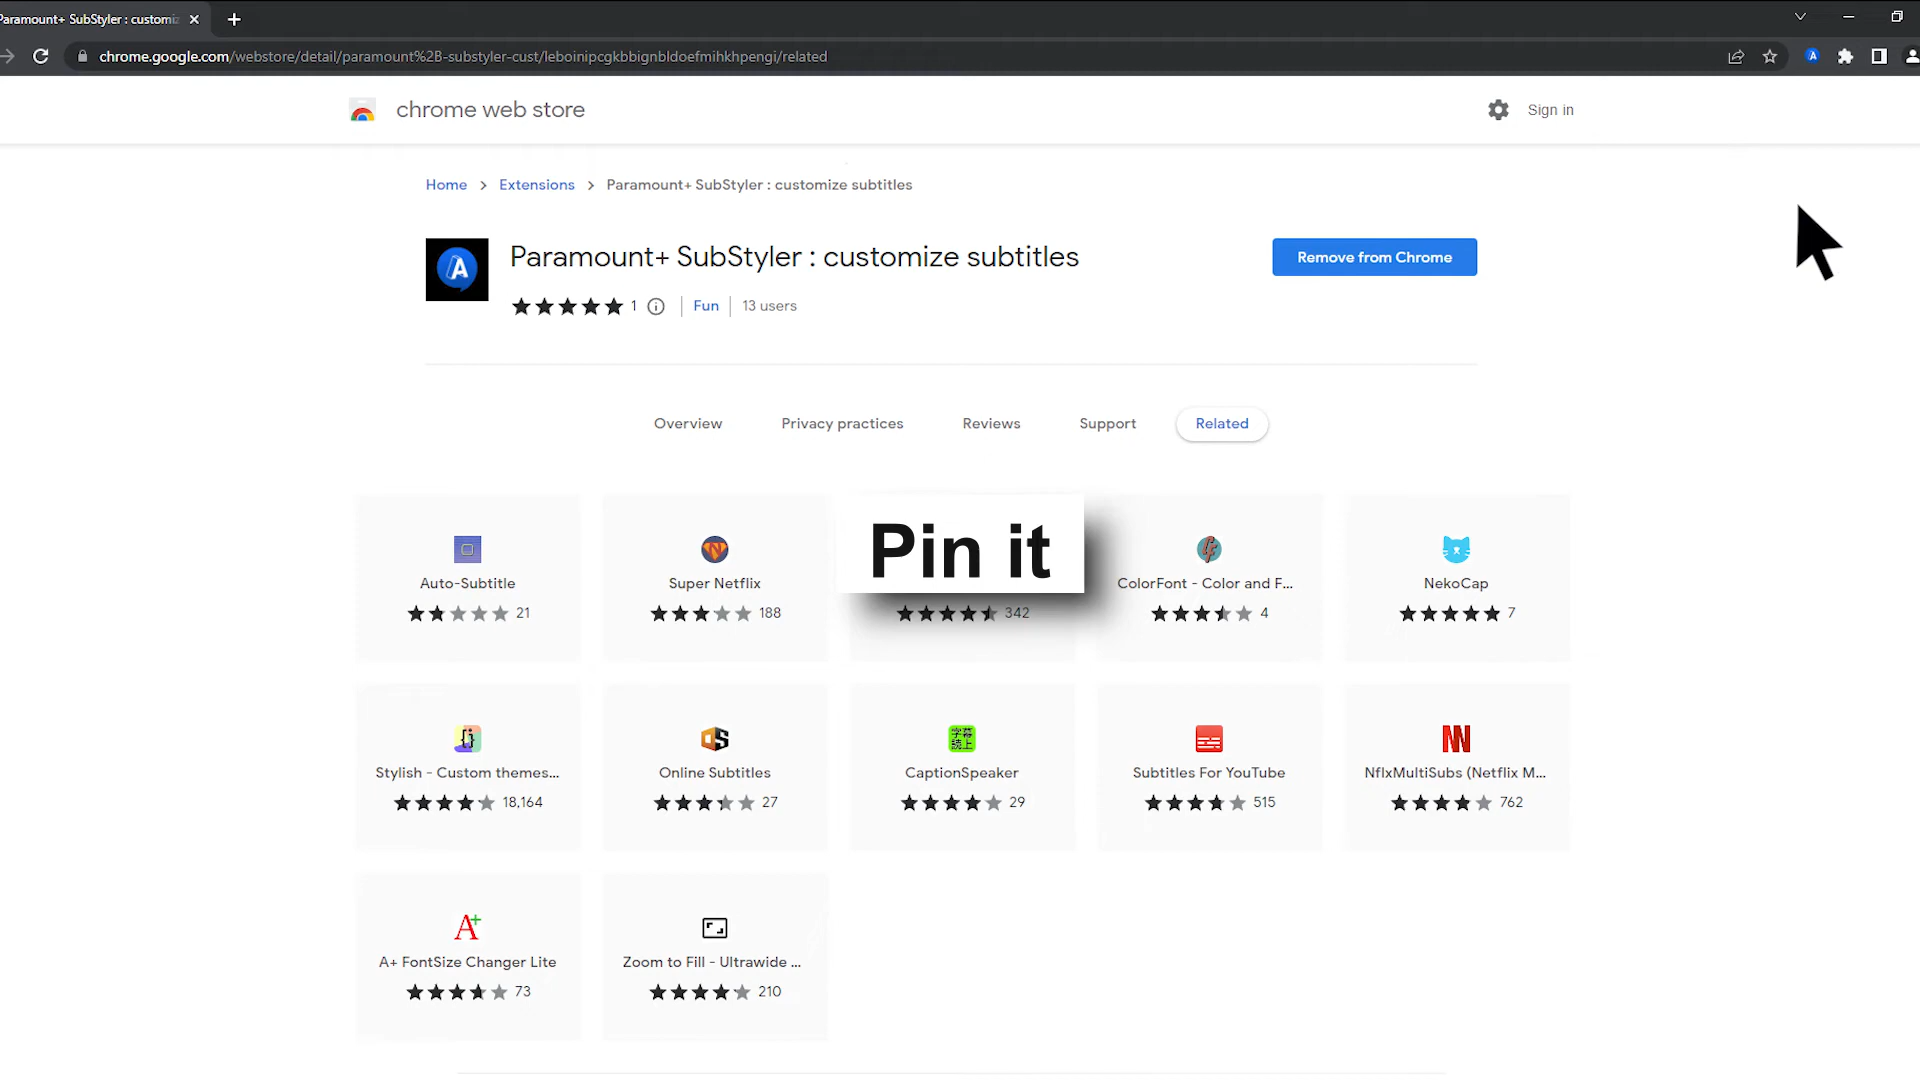 Paramount+ SubStyler : customiz
chrome.google.com/webstore/detail/paramount%2B-substyler-cust/leboinipcgkbbignbldoefmihkhpengi/related
A
chrome web store
Sign in
Home > Extensions > Paramount+ SubStyler : customize subtitles
A
Paramount+ SubStyler : customize subtitles
Remove from Chrome
1
Fun
13 users
Overview
Privacy practices
Reviews
Support
Related
Pin it
Auto-Subtitle
Super Netflix
ColorFont - Color and F...
NekoCap
21
188
342
4
7
Stylish - Custom themes...
Online Subtitles
字幕
読上
CaptionSpeaker
Subtitles For YouTube
NflxMultiSubs (Netflix M...
18,164
27
29
515
762
A+
A+ FontSize Changer Lite
Zoom to Fill - Ultrawide ...
73
210